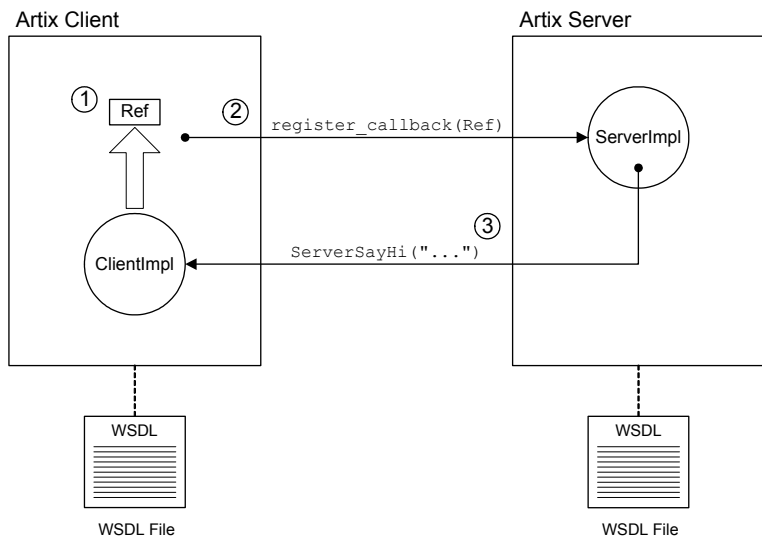 Artix Client
Artix Server
1
Ref
2
register_callback(Ref)
ServerImpl
3
ClientImpl
ServerSayHi("...")
WSDL
WSDL
WSDL File
WSDL File